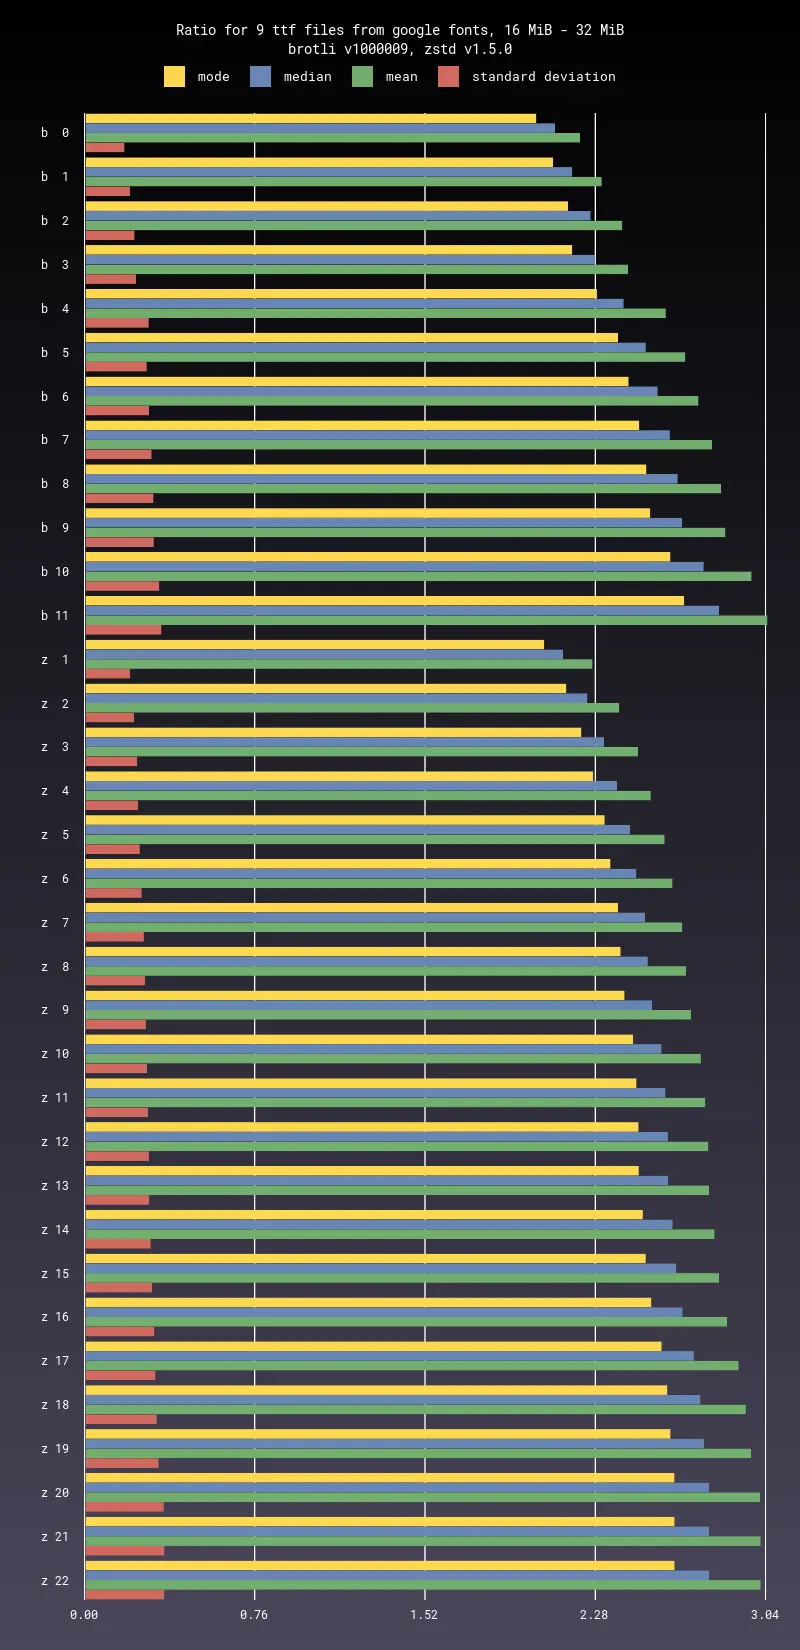 Ratio for 9 ttf files from google fonts, 16 MiB - 32 MiB
brotli v1000009, zstd v1.5.0
mode median mean standard deviation
b 0
b 1
b 2
b 3
b 4
b 5
b 6
b 7
b 8
b 9
b 10
b 11
z 1
z 2
z 3
z 4
z 5
z 6
z 7
z 8
z 9
z 10
z 11
z 12
z 13
z 14
z 15
z 16
z 17
z 18
z 19
z 20
z 21
z 22
0.00 0.76 1.52 2.28 3.04